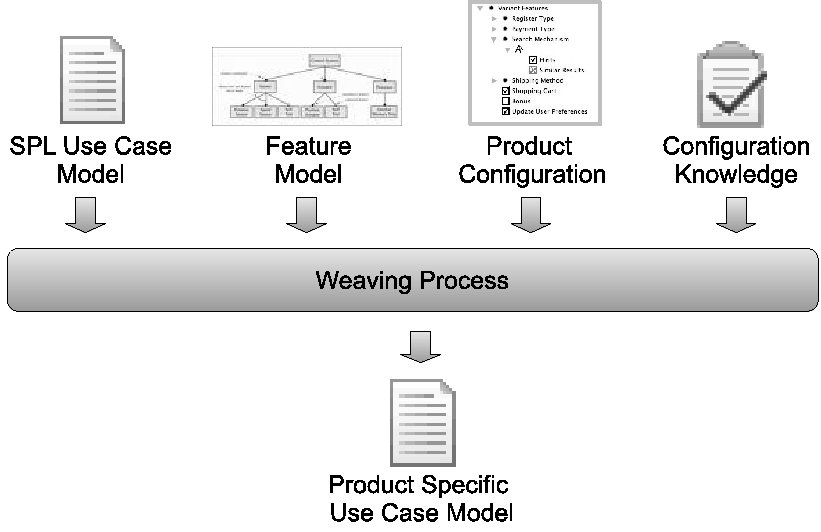 Variant Features
Register Type
Payment Type
Search Mechanism
Hints
Similar Results
Shipping Method
Shopping Cart
Bonus
Update User Preferences
SPL Use Case
Model
Feature
Model
Product
Configuration
Configuration
Knowledge
Weaving Process
Product Specific
Use Case Model